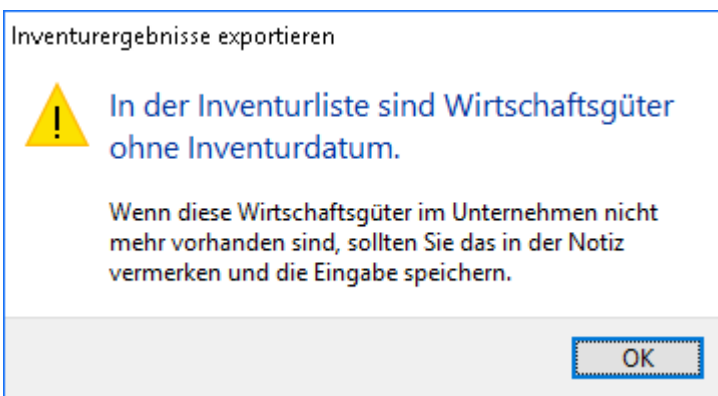 Inventurergebnisse exportieren
In der Inventurliste sind Wirtschaftsgüter
ohne Inventurdatum.
Wenn diese Wirtschaftsgüter im Unternehmen nicht
mehr vorhanden sind, sollten Sie das in der Notiz
vermerken und die Eingabe speichern.
OK